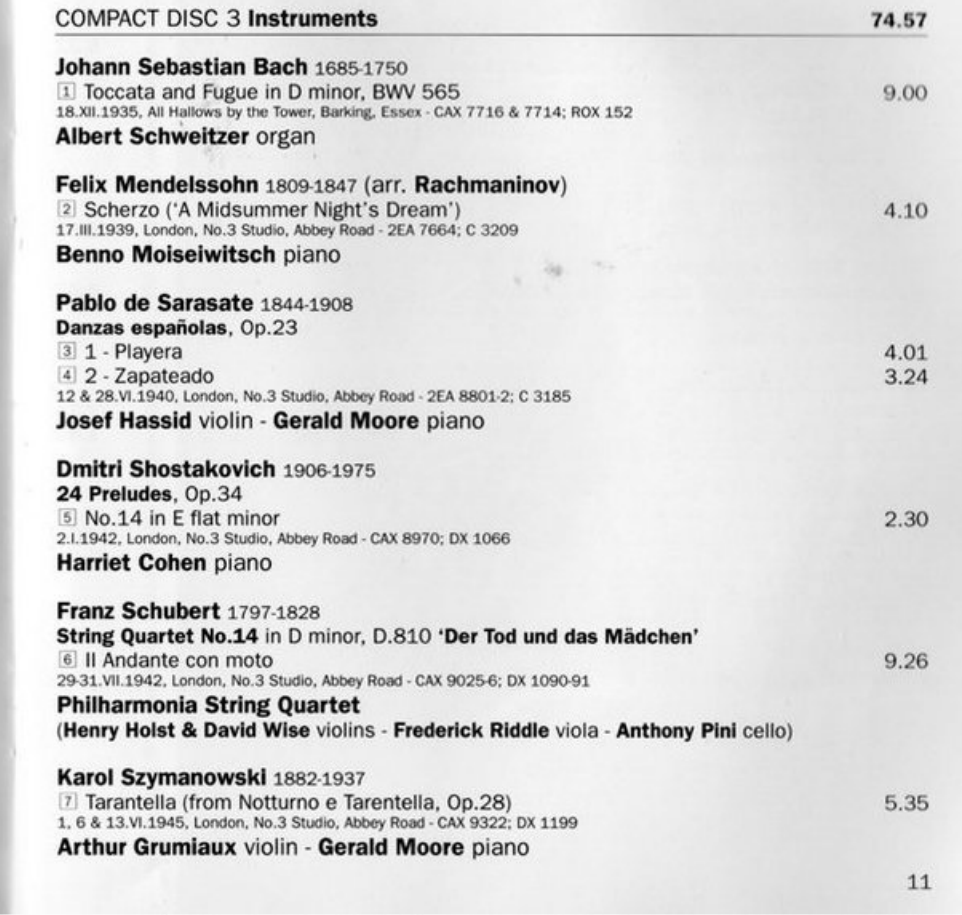 COMPACT DISC 3 Instruments 74.57
Johann Sebastian Bach 1685-1750
1 Toccata and Fugue in D minor, BWV 565 9.00
18.XII.1935, All Hallows by the Tower, Barking, Essex - CAX 7716 & 7714; ROX 152
Albert Schweitzer organ
Felix Mendelssohn 1809-1847 (arr. Rachmaninov)
2 Scherzo (‘A Midsummer Night's Dream’) 4.10
17.III.1939, London, No.3 Studio, Abbey Road - 2EA 7664; C 3209
Benno Moiseiwitsch piano
Pablo de Sarasate 1844-1908
Danzas españolas, Op.23
3 1 - Playera 4.01
4 2 - Zapateado 3.24
12 & 28.VI.1940, London, No.3 Studio, Abbey Road - 2EA 8801-2; C 3185
Josef Hassid violin - Gerald Moore piano
Dmitri Shostakovich 1906-1975
24 Preludes, Op.34
5 No.14 in E flat minor 2.30
2.I.1942, London, No.3 Studio, Abbey Road - CAX 8970; DX 1066
Harriet Cohen piano
Franz Schubert 1797-1828
String Quartet No.14 in D minor, D.810 ‘Der Tod und das Mädchen’
6 II Andante con moto 9.26
29-31.VII.1942, London, No.3 Studio, Abbey Road - CAX 9025-6; DX 1090-91
Philharmonia String Quartet
(Henry Holst & David Wise violins - Frederick Riddle viola - Anthony Pini cello)
Karol Szymanowski 1882-1937
7 Tarantella (from Notturno e Tarentella, Op.28) 5.35
1, 6 & 13.VI.1945, London, No.3 Studio, Abbey Road - CAX 9322; DX 1199
Arthur Grumiaux violin - Gerald Moore piano
11